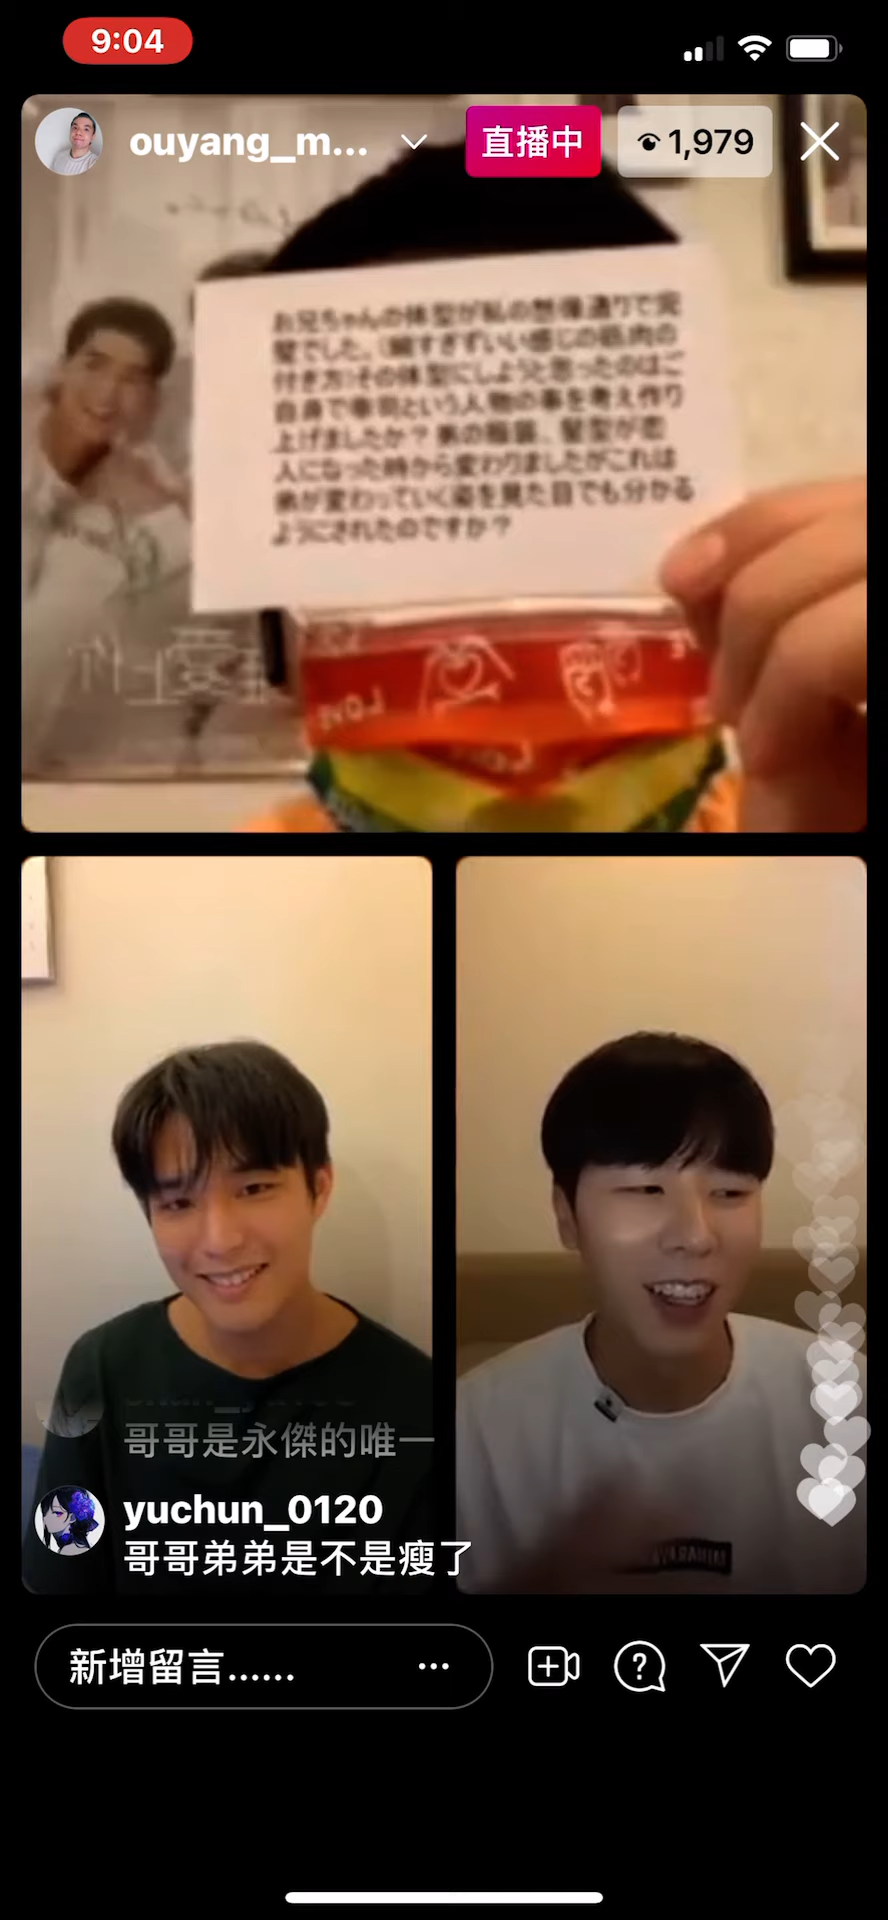 9:04
ouyang_m...
直播中
1,979
お兄ちゃんの体型が私の想像通りで完
璧でした。(細すぎずいい感じの筋肉の
付き方)その体型にしようと思ったのはご
自身で幸司という人物の事を考え作り
上げましたか？弟の服装、髪型が恋
人になった時から変わりましたがこれは
弟が変わっていく姿を見た目でも分かる
ようにされたのですか？
LOVE
哥哥是永傑的唯一
yuchun_0120
哥哥弟弟是不是瘦了
新增留言......